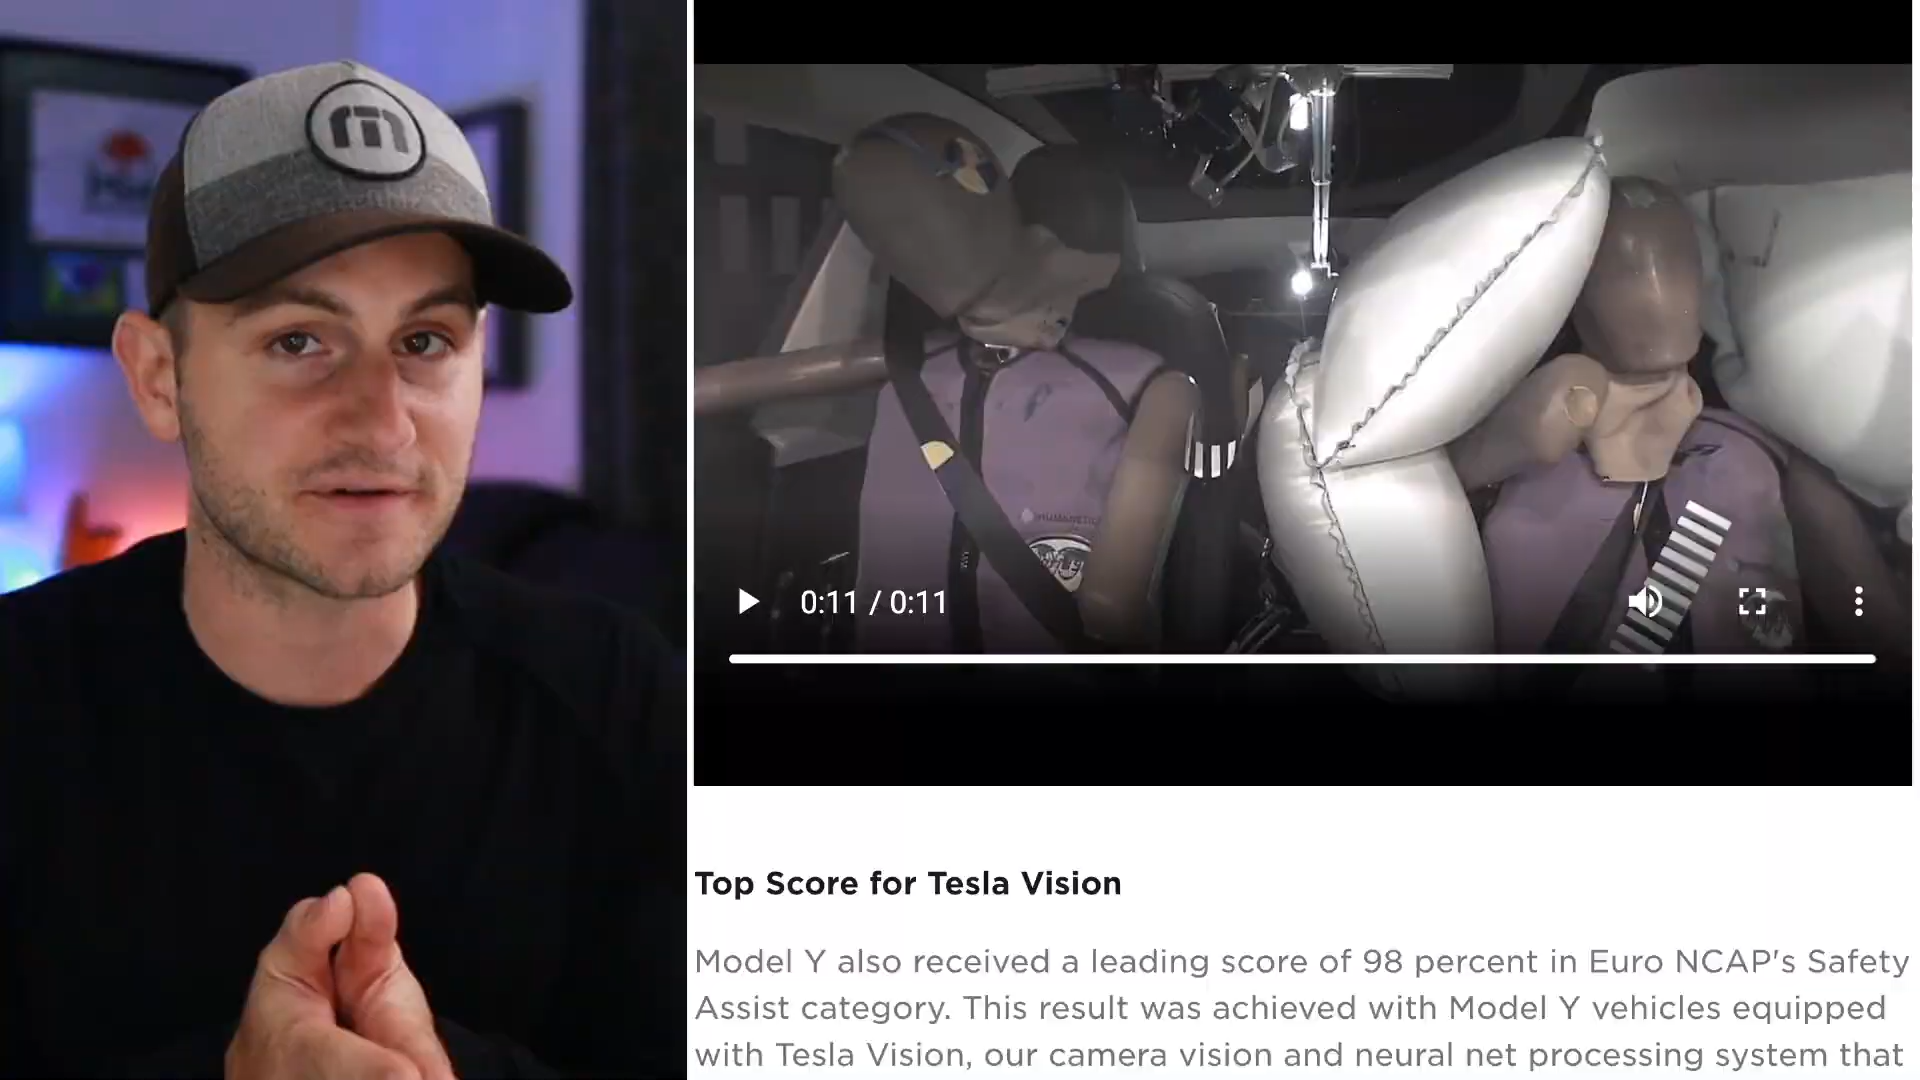 0:11 / 0:11
HUMANETICS
Top Score for Tesla Vision
Model Y also received a leading score of 98 percent in Euro NCAP's Safety
Assist category. This result was achieved with Model Y vehicles equipped
with Tesla Vision, our camera vision and neural net processing system that